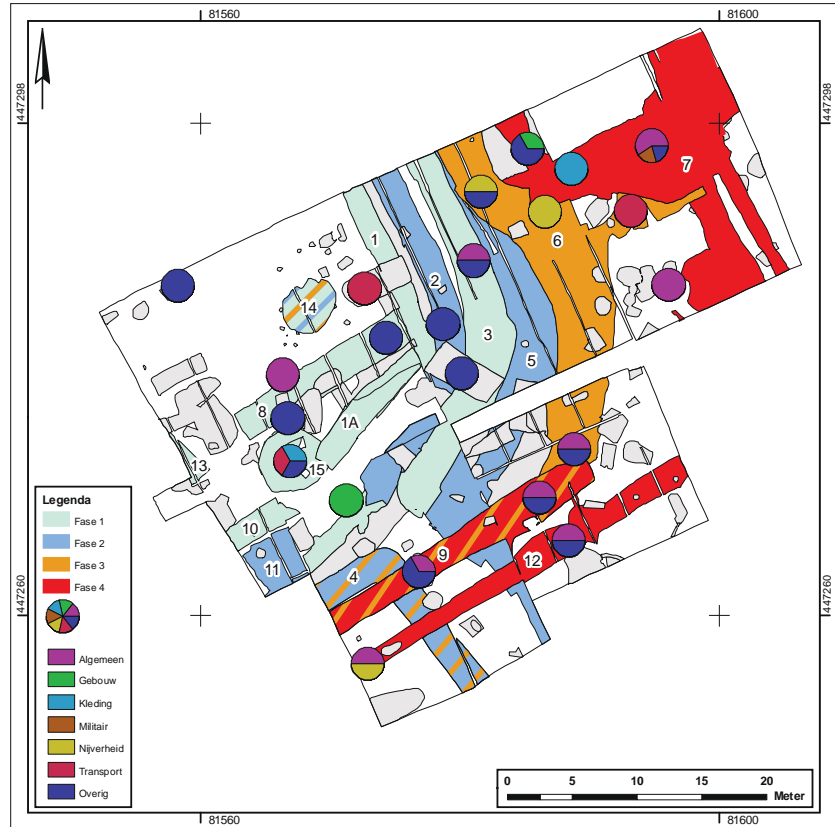 81560
81600
447298
447298
7
1
6
2
14
3
5
8
1A
13
15
Legenda
Fase 1
Fase 2
Fase 3
Fase 4
10
9
11
4
12
447260
447260
Algemeen
Gebouw
Kleding
Militair
Nijverheid
Transport
Overig
0
5
10
15
20
Meter
81560
81600